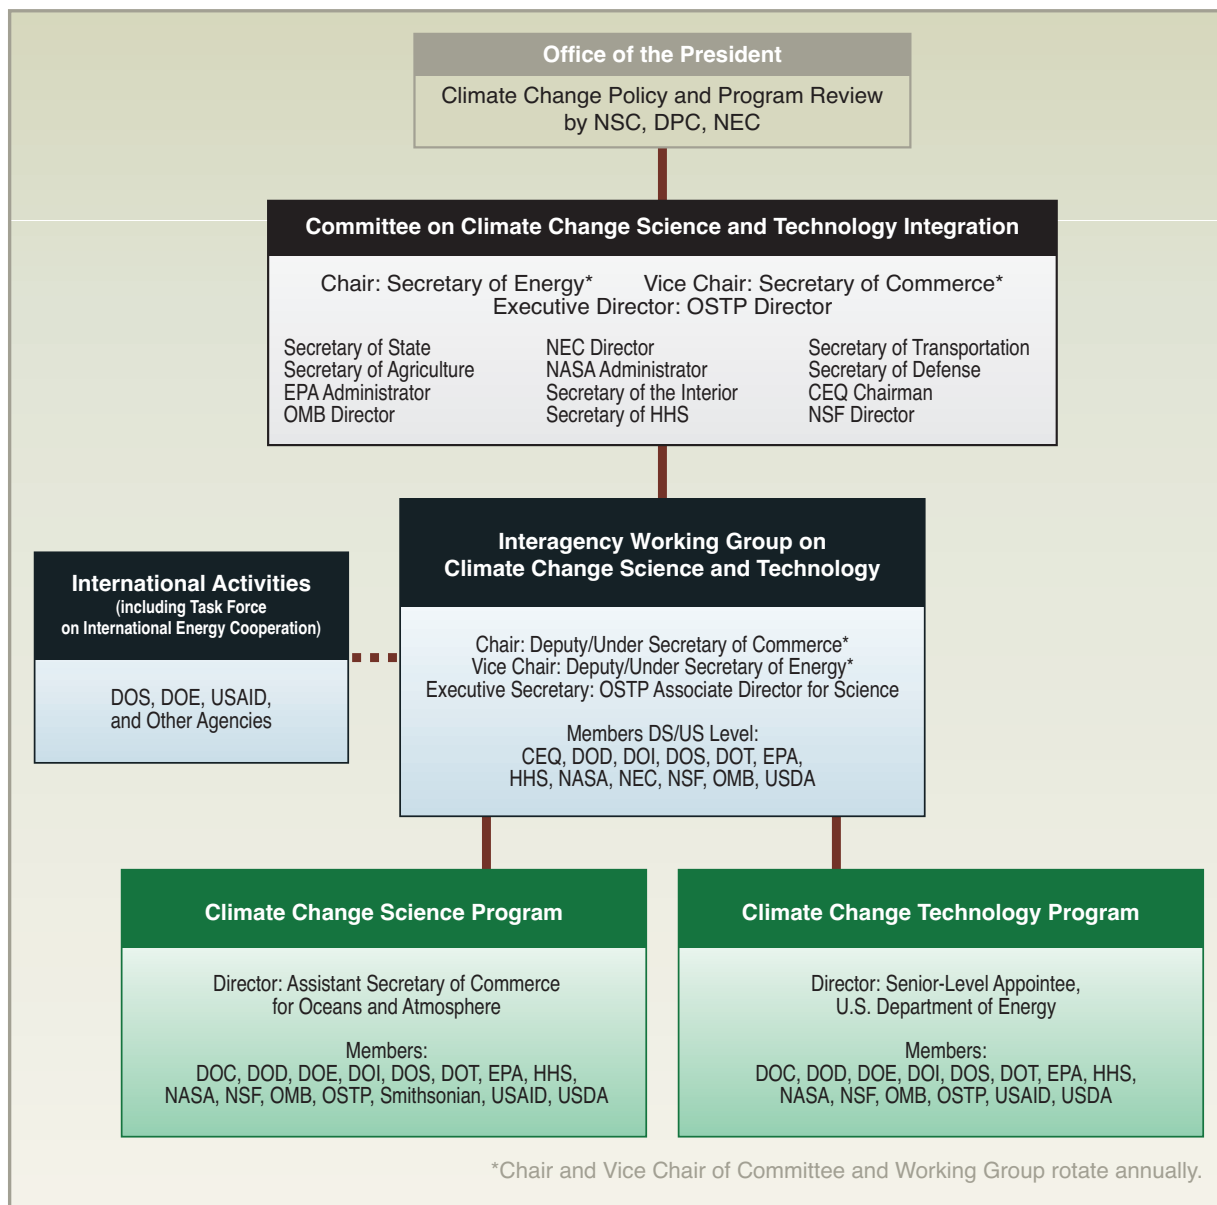 Office of the President
Climate Change Policy and Program Review
by NSC, DPC, NEC
Committee on Climate Change Science and Technology Integration
Chair: Secretary of Energy* Vice Chair: Secretary of Commerce*
Executive Director: OSTP Director
Secretary of State
Secretary of Agriculture
EPA Administrator
OMB Director
NEC Director
NASA Administrator
Secretary of the Interior
Secretary of HHS
Secretary of Transportation
Secretary of Defense
CEQ Chairman
NSF Director
Interagency Working Group on
Climate Change Science and Technology
Chair: Deputy/Under Secretary of Commerce*
Vice Chair: Deputy/Under Secretary of Energy*
Executive Secretary: OSTP Associate Director for Science
Members DS/US Level:
CEQ, DOD, DOI, DOS, DOT, EPA,
HHS, NASA, NEC, NSF, OMB, USDA
International Activities
(including Task Force
on International Energy Cooperation)
DOS, DOE, USAID,
and Other Agencies
Climate Change Science Program
Director: Assistant Secretary of Commerce
for Oceans and Atmosphere
Members:
DOC, DOD, DOE, DOI, DOS, DOT, EPA, HHS,
NASA, NSF, OMB, OSTP, Smithsonian, USAID, USDA
Climate Change Technology Program
Director: Senior-Level Appointee,
U.S. Department of Energy
Members:
DOC, DOD, DOE, DOI, DOS, DOT, EPA, HHS,
NASA, NSF, OMB, OSTP, USAID, USDA
*Chair and Vice Chair of Committee and Working Group rotate annually.